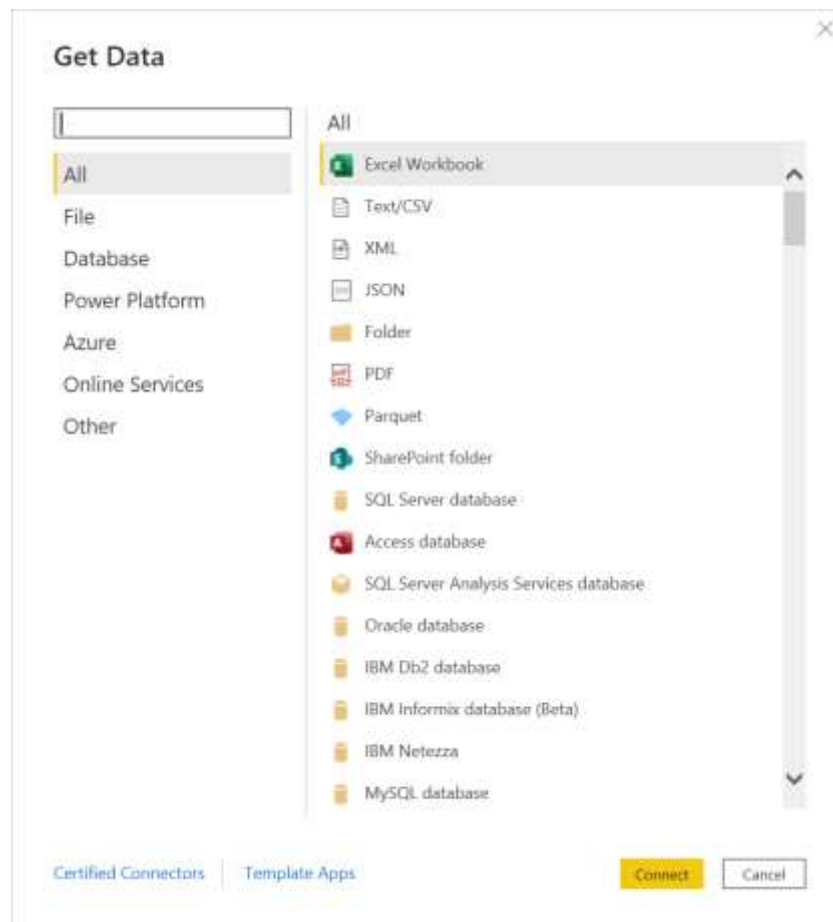 Get Data
All
File
Database
Power Platform
Azure
Online Services
Other
All
Excel Workbook
Text/CSV
XML
JSON
Folder
PDF
Parquet
SharePoint folder
SQL Server database
Access database
SQL Server Analysis Services database
Oracle database
IBM Db2 database
IBM Informix database (Beta)
IBM Netezza
MySQL database
Certified Connectors
Template Apps
Connect
Cancel